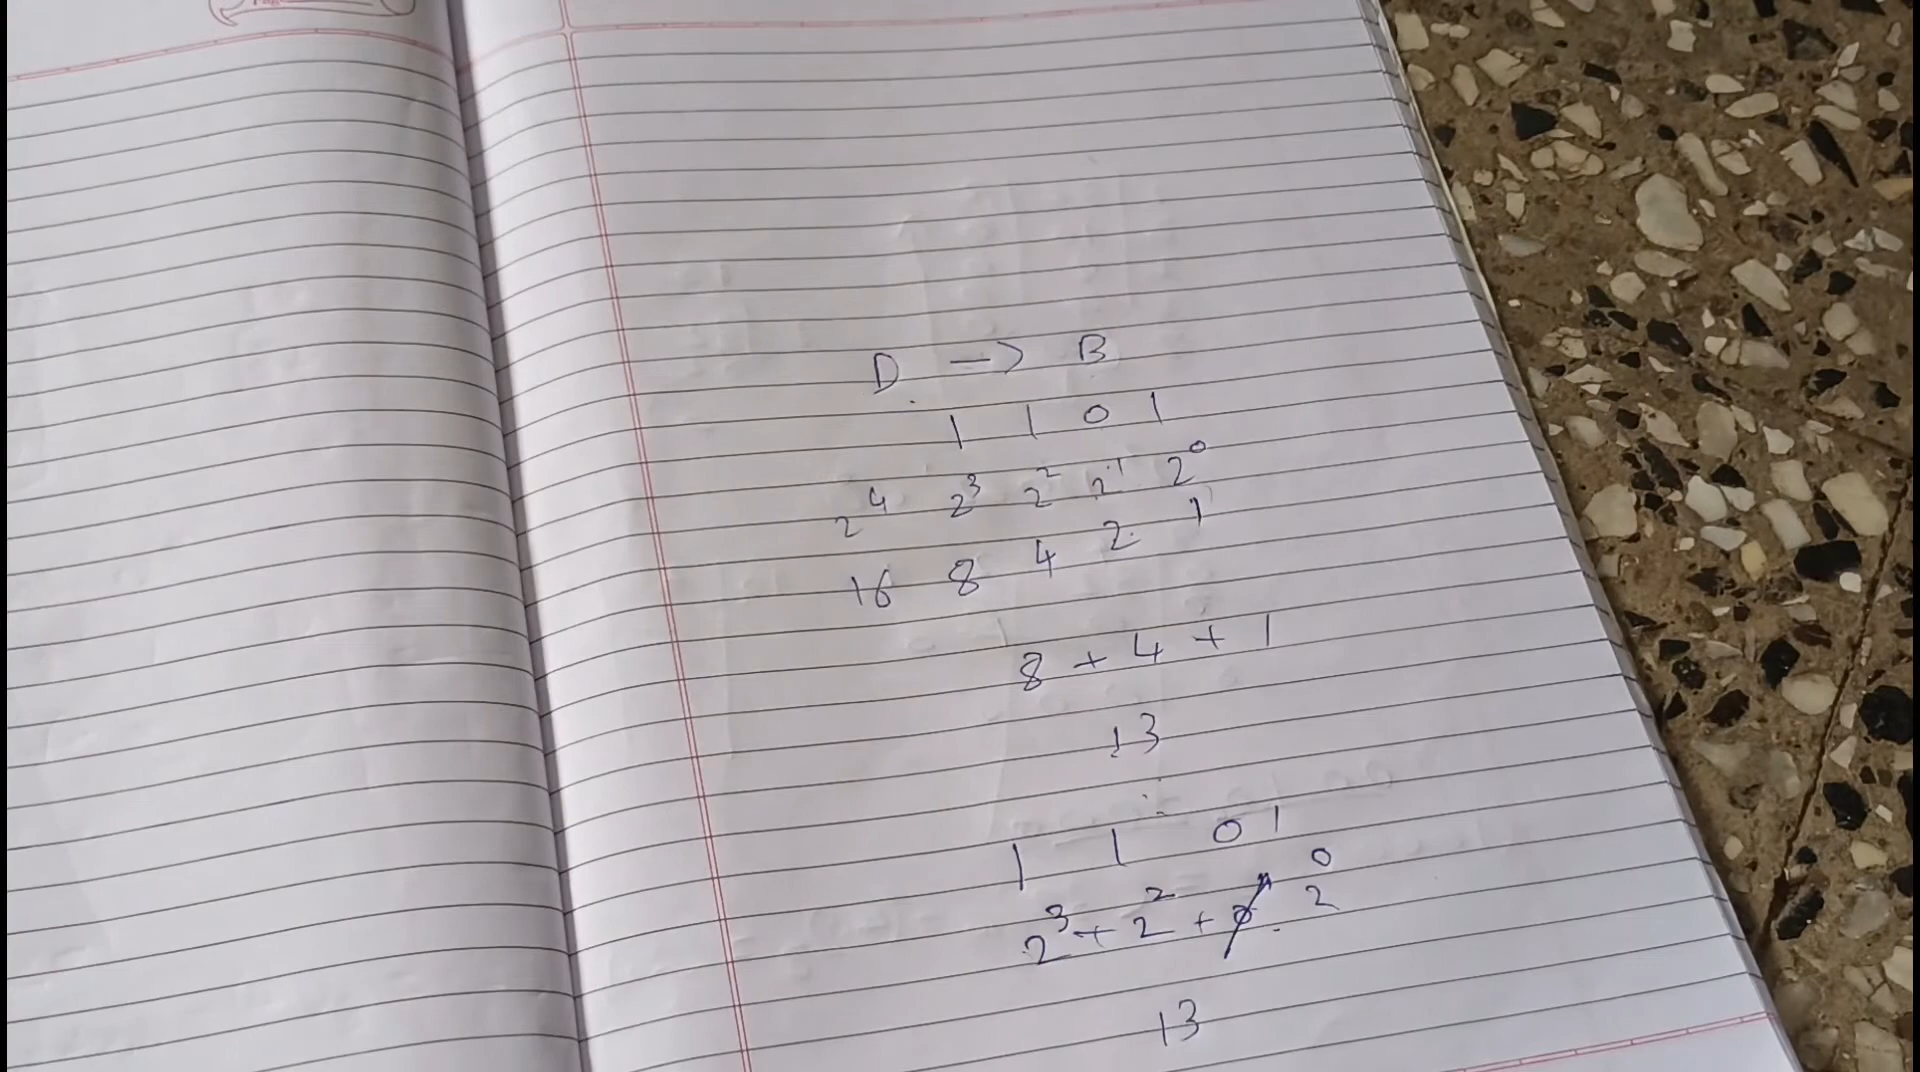 D → B
1 1 0 1
2⁴ 2³ 2² 2¹ 2⁰
16 8 4 2 1
8 + 4 + 1
13
1 1 0 1
2³ + 2² + 2⁰
13